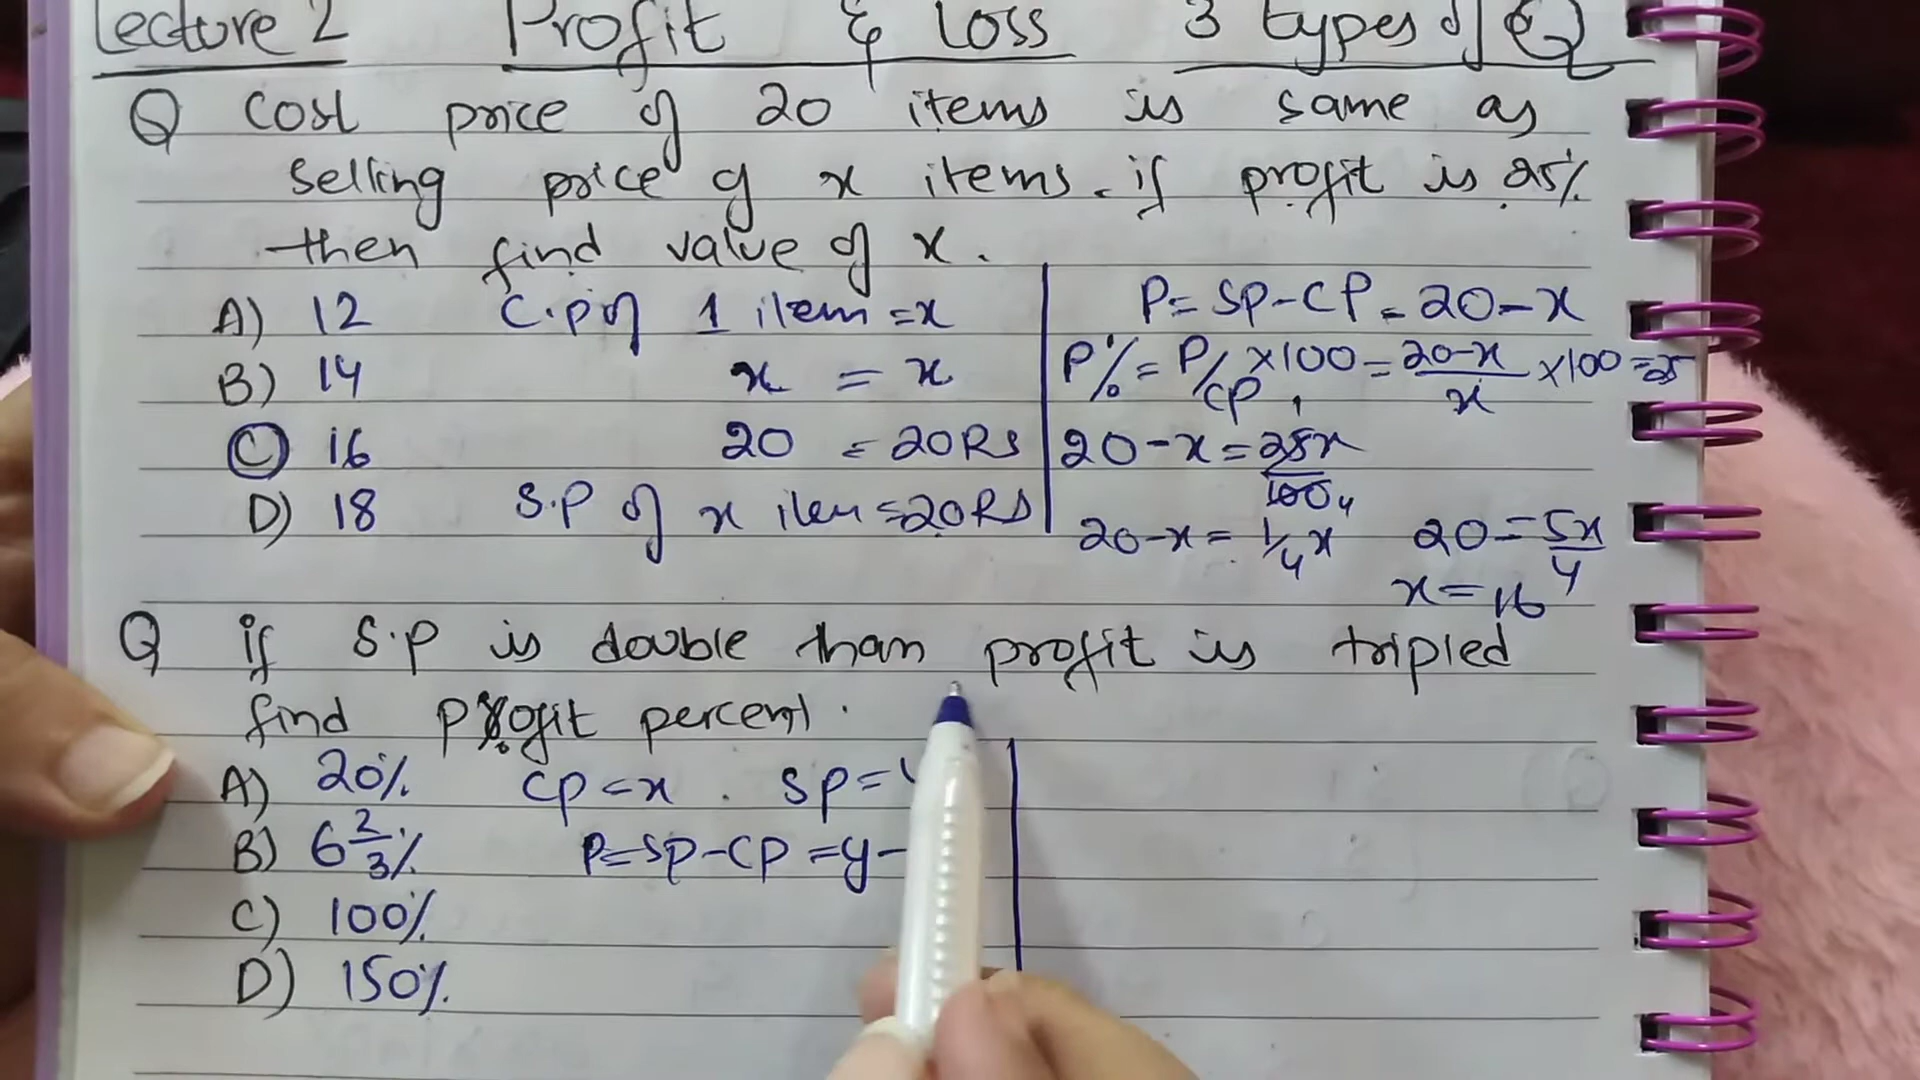 Lecture 2 Profit & Loss 3 types of Q
Q Cost price of 20 items is same as
selling price of x items. if profit is 25%
then find value of x.
A) 12 C.P of 1 item = x
B) 14 x = x
C) 16 20 = 20RS
D) 18 S.P of x item = 20RS
P = SP-CP = 20-x
P% = P/CP ×100 = 20-x/x ×100 = 25
20-x = 25x/100 1 4
20-x = 1/4 x 20 = 5x/4
x = 16
Q if S.P is double than profit is tripled
find profit percent.
A) 20% CP = x . SP =
B) 6 2/3% P = SP-CP = y-
C) 100%
D) 150%